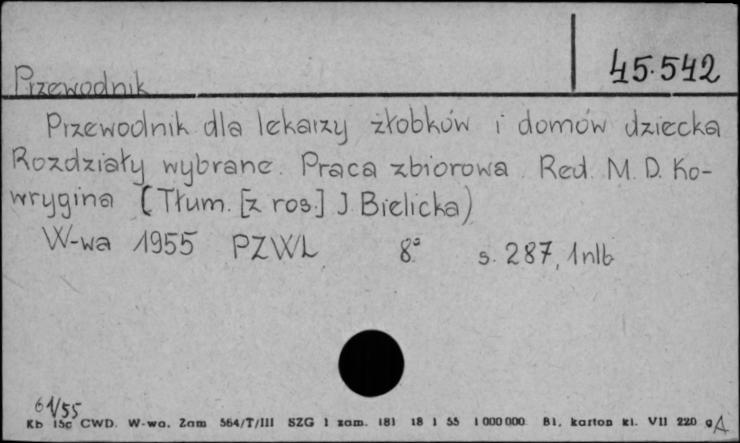 45.542
Przewodnik
Przewodnik dla lekarzy żłobków i domów dziecka
Rozdziały wybrane. Praca zbiorowa. Red. M. D. Ko-
wrygina (Tłum. [z ros.] J. Bielicka)
W-wa 1955 PZWL 8° s. 287, 1 nlb
61/55
Kb 15c CWD. W-wa. Zam 564/T/III SZG 1 zam. 181 18 1 55 1 000 000 B1. karton kl. VII 220 g A